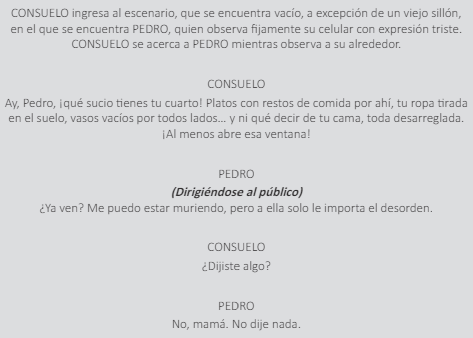 CONSUELO ingresa al escenario, que se encuentra vacío, a excepción de un viejo sillón,
en el que se encuentra PEDRO, quien observa fijamente su celular con expresión triste.
CONSUELO se acerca a PEDRO mientras observa a su alrededor.
CONSUELO
Ay, Pedro, ¡qué sucio tienes tu cuarto! Platos con restos de comida por ahí, tu ropa tirada
en el suelo, vasos vacíos por todos lados... y ni qué decir de tu cama, toda desarreglada.
¡Al menos abre esa ventana!
PEDRO
(Dirigiéndose al público)
¿Ya ven? Me puedo estar muriendo, pero a ella solo le importa el desorden.
CONSUELO
¿Dijiste algo?
PEDRO
No, mamá. No dije nada.